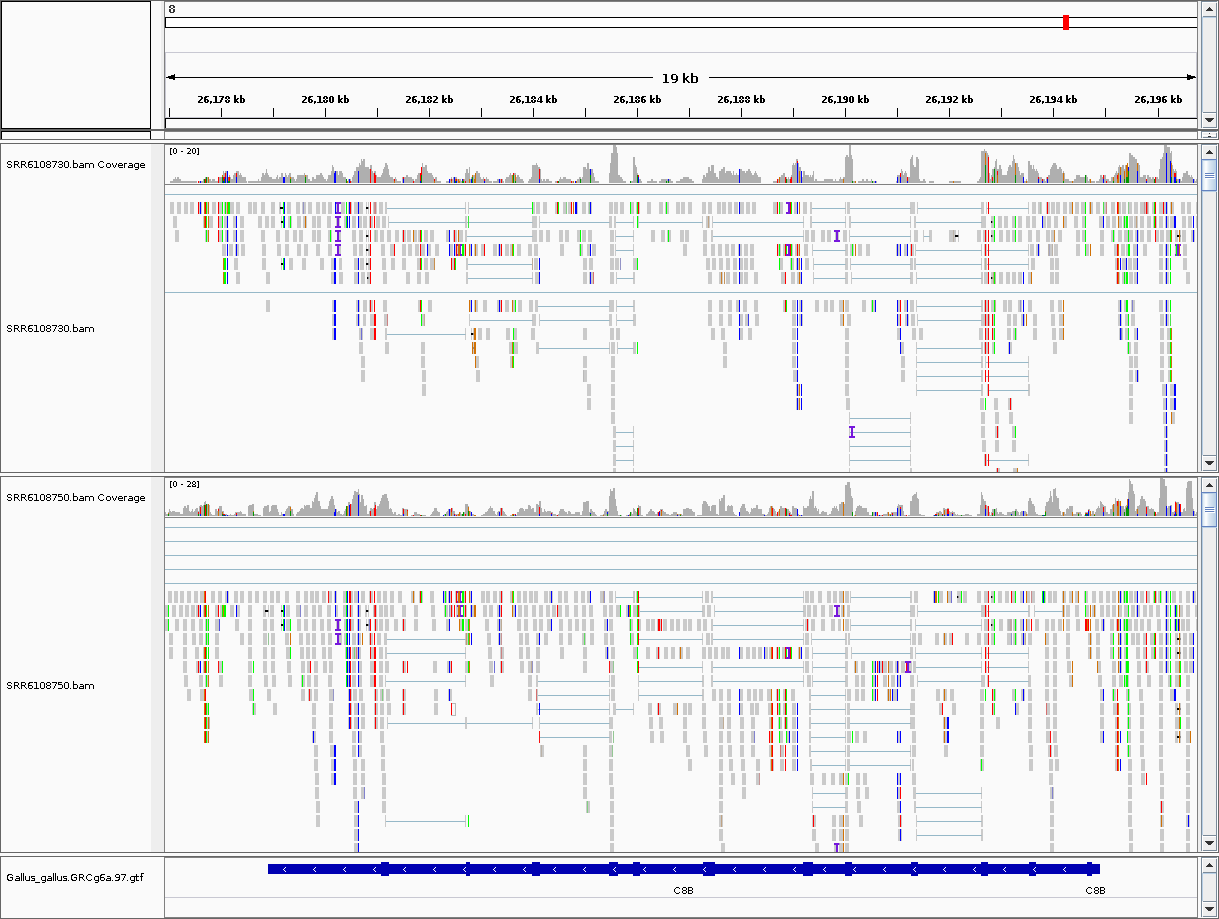 8
19 kb
26,178 kb 26,180 kb 26,182 kb 26,184 kb 26,186 kb 26,188 kb 26,190 kb 26,192 kb 26,194 kb 26,196 kb
SRR6108730.bam Coverage
[0 - 20]
SRR6108730.bam
SRR6108750.bam Coverage
[0 - 28]
SRR6108750.bam
Gallus_gallus.GRCg6a.97.gtf
C8B C8B